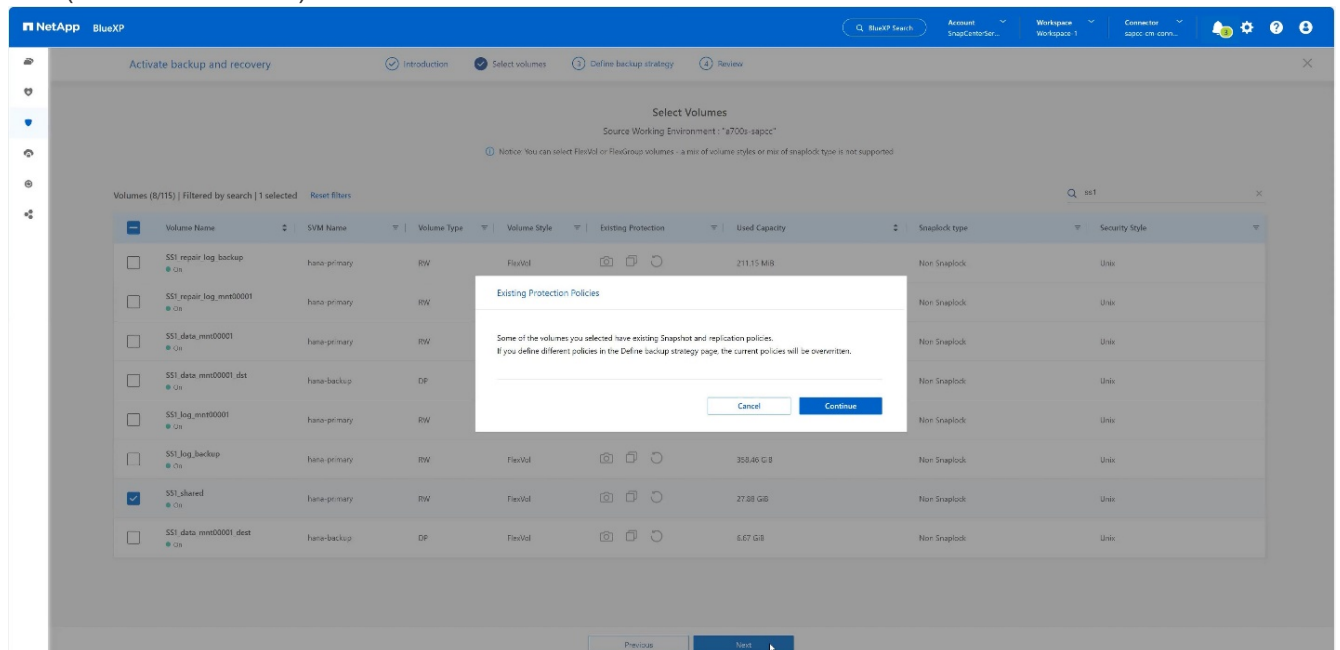 NetApp BlueXP
BlueXP Search
Account
SnapCenterSer...
Workspace
Workspace-1
Connector
sapcc-cm-conn...
3
Activate backup and recovery
Introduction
Select volumes
3 Define backup strategy
4 Review
Select Volumes
Source Working Environment : "a700s-sapcc"
Notice: You can select FlexVol or FlexGroup volumes - a mix of volume styles or mix of snaplock type is not supported
Volumes (8/115) | Filtered by search | 1 selected Reset filters
Volume Name SVM Name Volume Type Volume Style Existing Protection Used Capacity Snaplock type Security Style
SS1_repair_log_backup hana-primary RW FlexVol 211.15 MiB Non Snaplock Unix
On
SS1_repair_log_mnt00001 hana-primary RW Non Snaplock Unix
On
SS1_data_mnt00001 hana-primary RW Non Snaplock Unix
On
SS1_data_mnt00001_dst hana-backup DP Non Snaplock Unix
On
SS1_log_mnt00001 hana-primary RW Non Snaplock Unix
On
SS1_log_backup hana-primary RW FlexVol 358.46 GiB Non Snaplock Unix
On
SS1_shared hana-primary RW FlexVol 27.88 GiB Non Snaplock Unix
On
SS1_data_mnt00001_dest hana-backup DP FlexVol 6.67 GiB Non Snaplock Unix
On
Existing Protection Policies
Some of the volumes you selected have existing Snapshot and replication policies.
If you define different policies in the Define backup strategy page, the current policies will be overwritten.
Cancel Continue
Previous Next